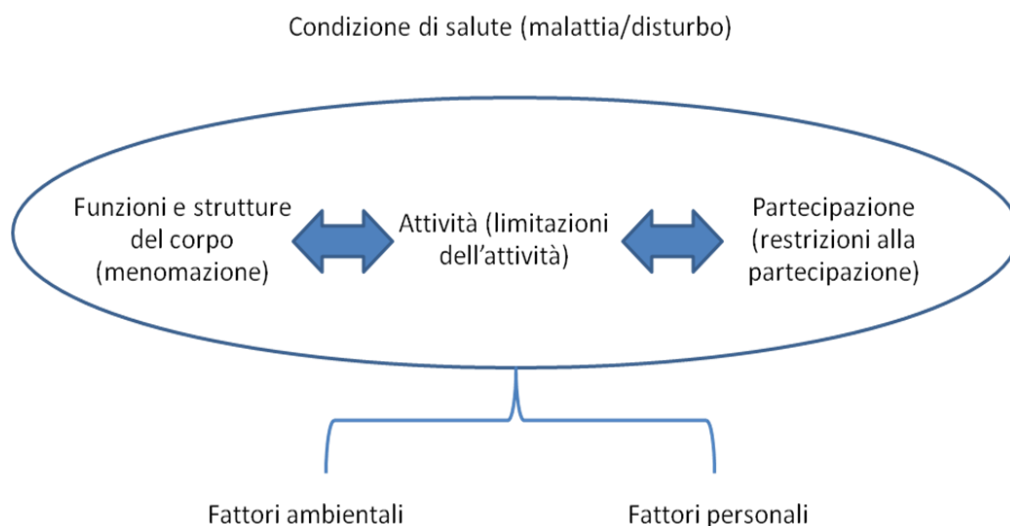 Condizione di salute (malattia/disturbo)
Funzioni e strutture
del corpo
(menomazione)
Attività (limitazioni
dell’attività)
Partecipazione
(restrizioni alla
partecipazione)
Fattori ambientali
Fattori personali